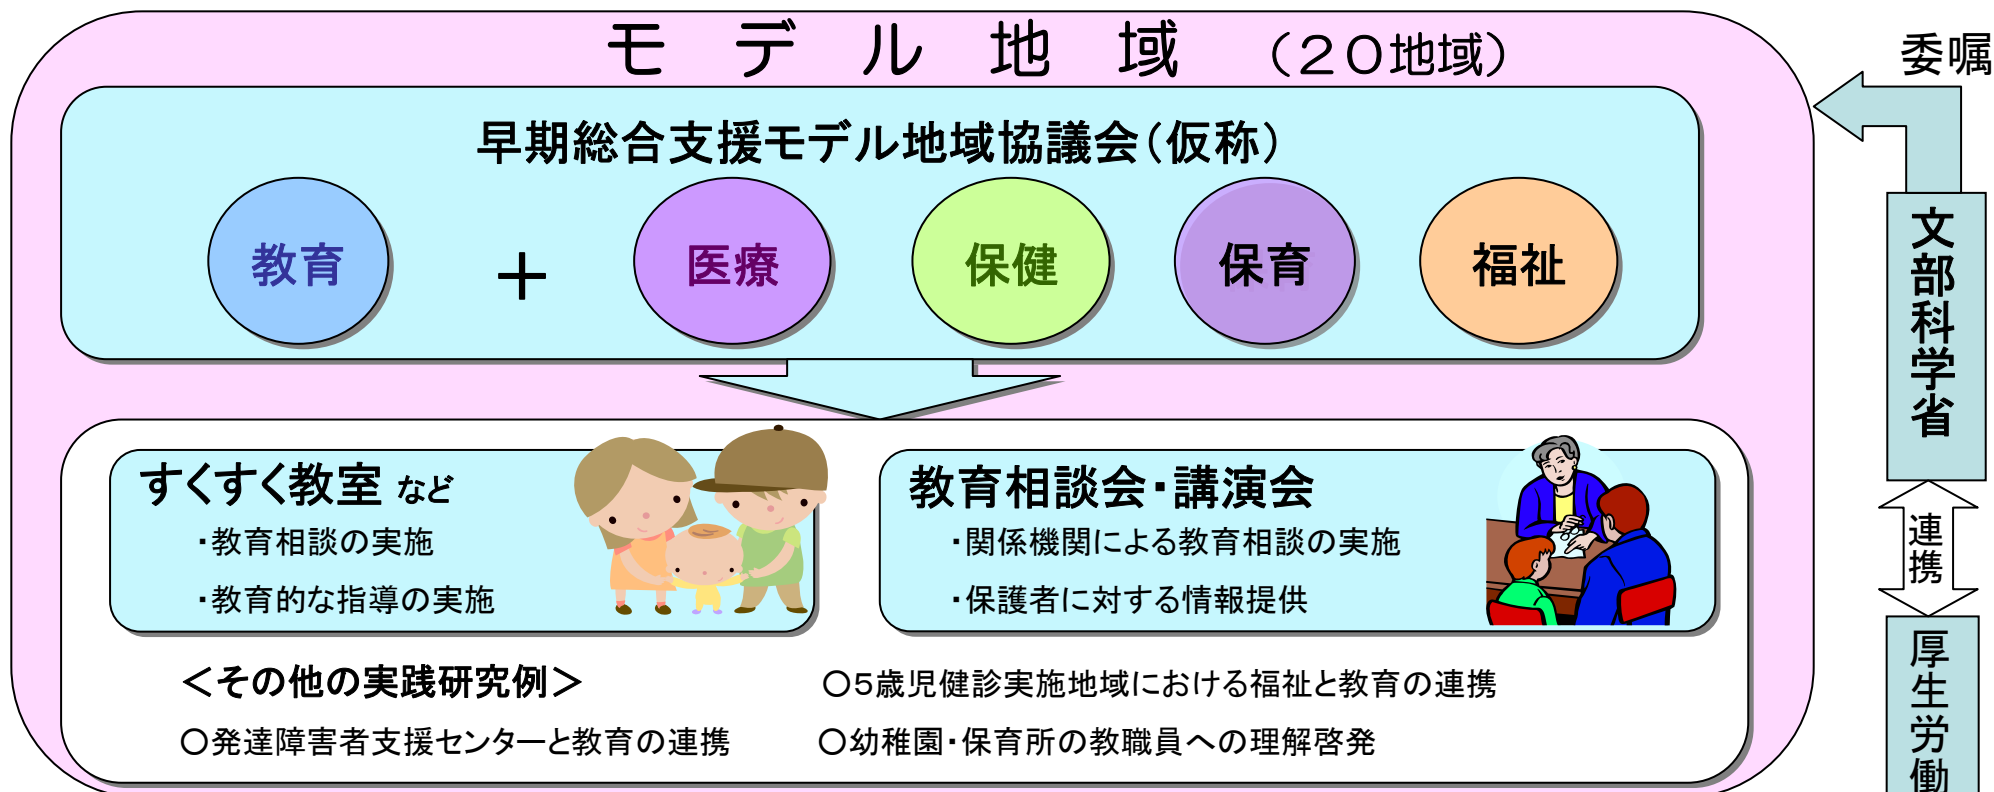 モデル地域（２０地域）
委嘱
早期総合支援モデル地域協議会（仮称）
教育 ＋ 医療 保健 保育 福祉
文部科学省
すくすく教室 など
・教育相談の実施
・教育的な指導の実施
教育相談会・講演会
・関係機関による教育相談の実施
・保護者に対する情報提供
連携
＜その他の実践研究例＞
○５歳児健診実施地域における福祉と教育の連携
○発達障害者支援センターと教育の連携
○幼稚園・保育所の教職員への理解啓発
厚生労働